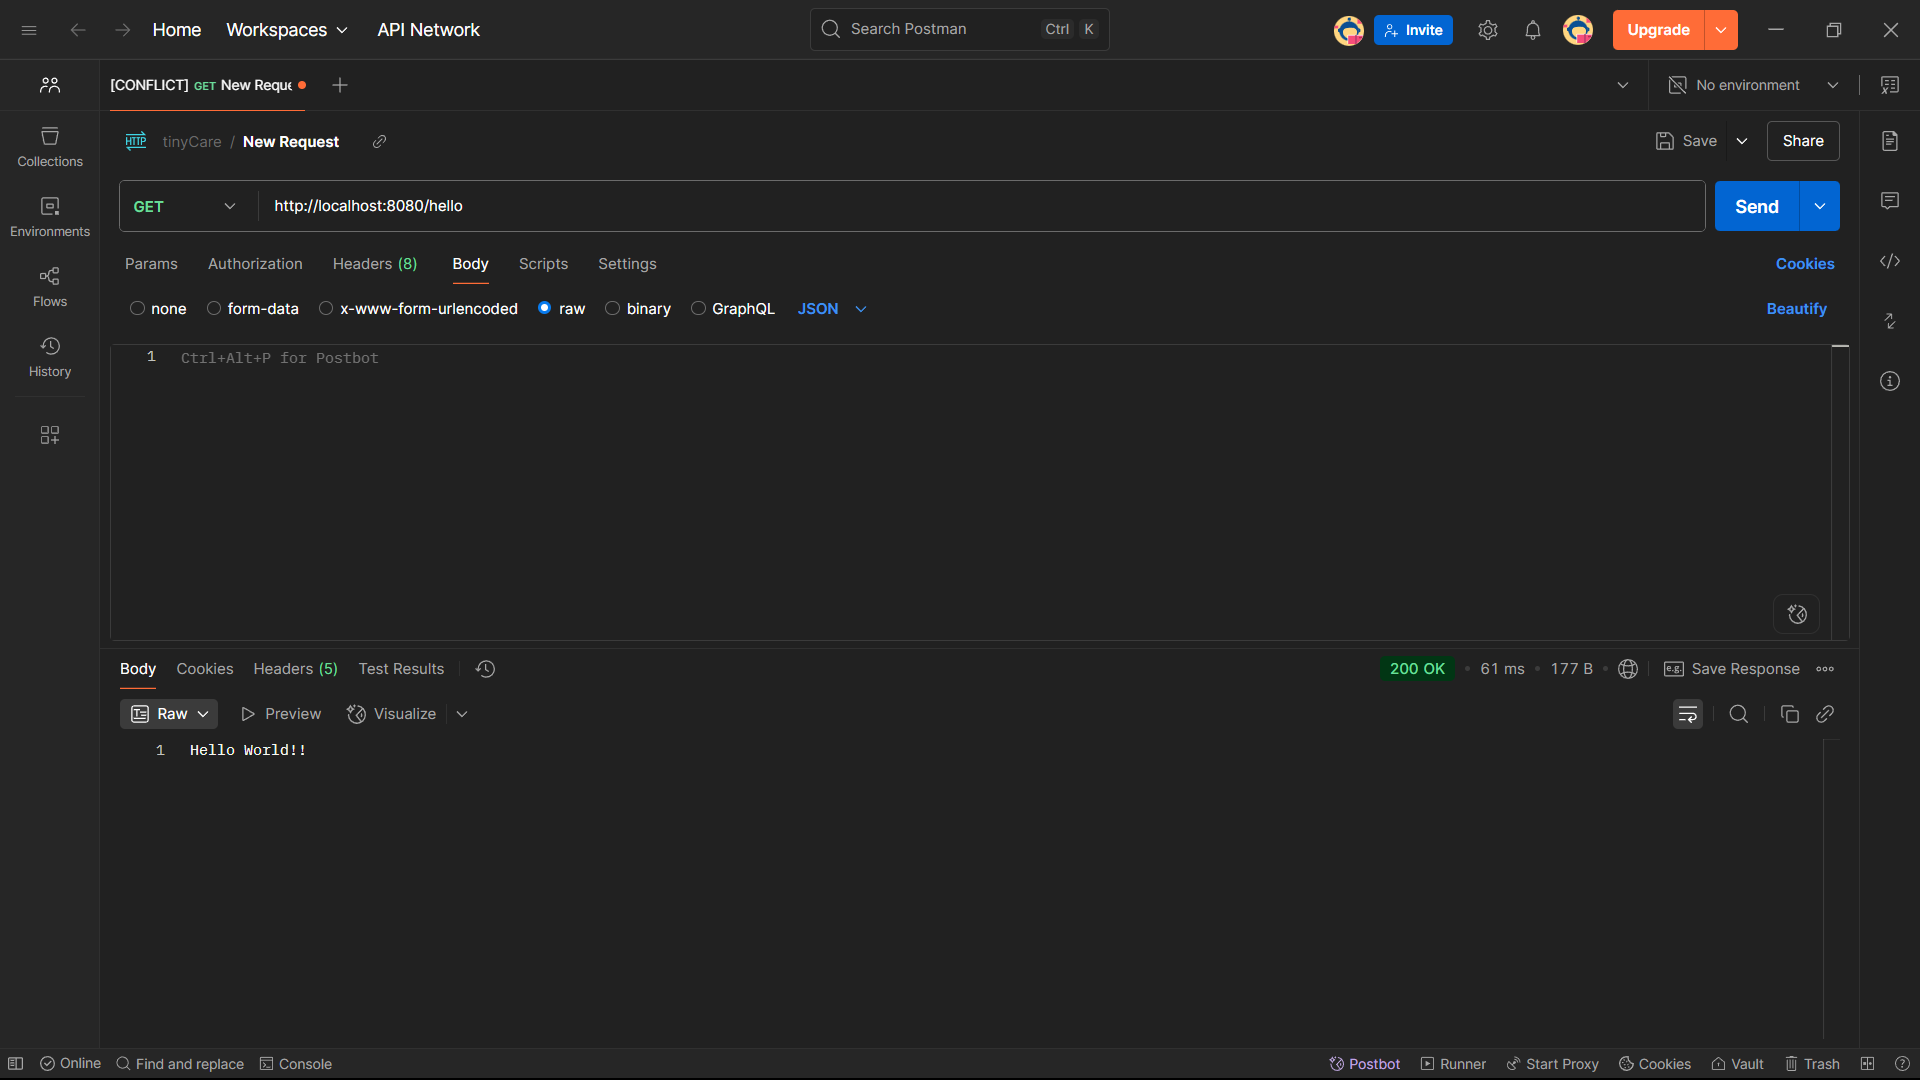 Home Workspaces API Network Search Postman Ctrl K Invite Upgrade
[CONFLICT] GET New Reque No environment
HTTP tinyCare / New Request Save Share
Collections
GET http://localhost:8080/hello Send
Environments
Params Authorization Headers (8) Body Scripts Settings Cookies
Flows
none form-data x-www-form-urlencoded raw binary GraphQL JSON Beautify
History
1 Ctrl+Alt+P for Postbot
Body Cookies Headers (5) Test Results 200 OK • 61 ms • 177 B • e.g. Save Response
Raw Preview Visualize
1 Hello World!!
Online Find and replace Console Postbot Runner Start Proxy Cookies Vault Trash